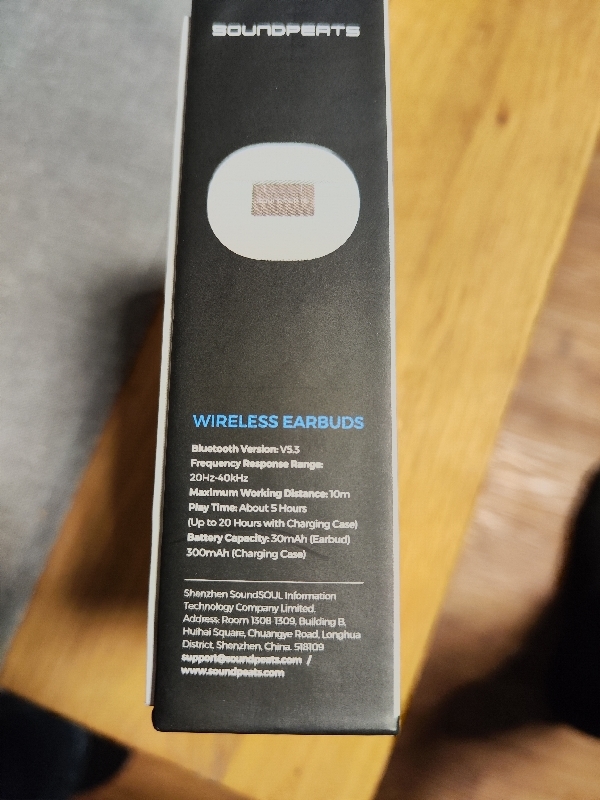 SOUNDPEATS
WIRELESS EARBUDS
Bluetooth Version: V5.3
Frequency Response Range:
20Hz-40kHz
Maximum Working Distance: 10m
Play Time: About 5 Hours
(Up to 20 Hours with Charging Case)
Battery Capacity: 30mAh (Earbud)
300mAh (Charging Case)
Shenzhen SoundSOUL Information
Technology Company Limited.
Address: Room 1308 1309, Building B,
Huihai Square, Chuangye Road, Longhua
District, Shenzhen, China. 518109
support@soundpeats.com /
www.soundpeats.com